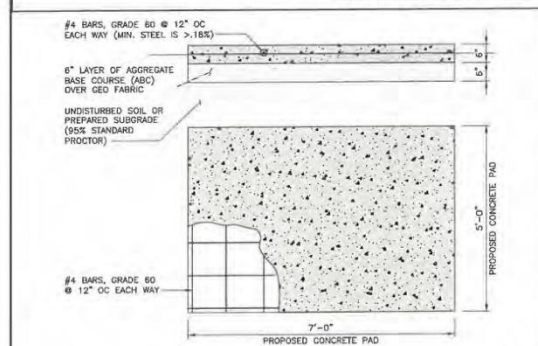 #4 BARS, GRADE 60 @ 12" OC
EACH WAY (MIN. STEEL IS >.18%)
6"
6" LAYER OF AGGREGATE
BASE COURSE (ABC)
OVER GEO FABRIC
6"
UNDISTURBED SOIL OR
PREPARED SUBGRADE
(95% STANDARD
PROCTOR)
5'-0"
PROPOSED CONCRETE PAD
#4 BARS, GRADE 60
@ 12" OC EACH WAY
7'-0"
PROPOSED CONCRETE PAD